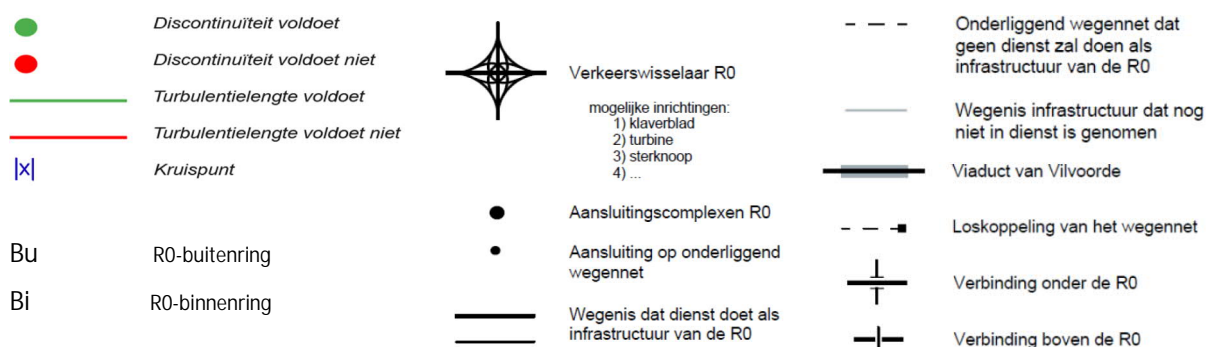 Discontinuïteit voldoet
Discontinuïteit voldoet niet
Turbulentielengte voldoet
Turbulentielengte voldoet niet
|x| Kruispunt
Bu R0-buitenring
Bi R0-binnenring
Verkeerswisselaar R0
mogelijke inrichtingen:
1) klaverblad
2) turbine
3) sterknoop
4) ...
Aansluitingscomplexen R0
Aansluiting op onderliggend
wegennet
Wegenis dat dienst doet als
infrastructuur van de R0
Onderliggend wegennet dat
geen dienst zal doen als
infrastructuur van de R0
Wegenis infrastructuur dat nog
niet in dienst is genomen
Viaduct van Vilvoorde
Loskoppeling van het wegennet
Verbinding onder de R0
Verbinding boven de R0